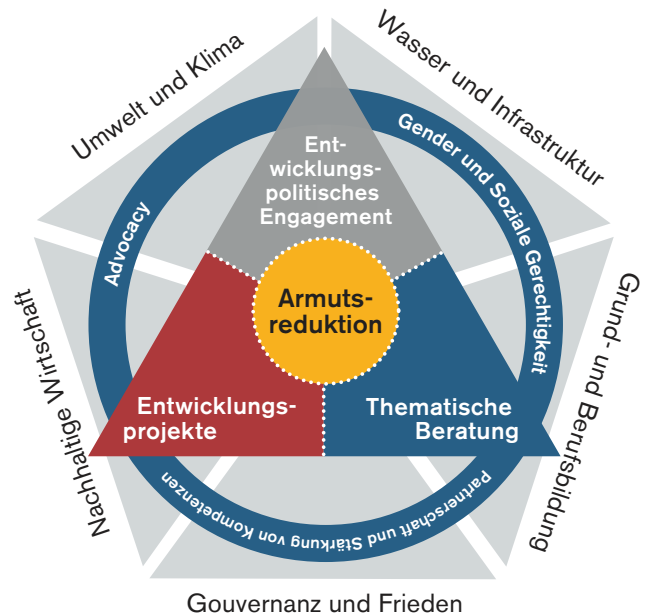 Umwelt und Klima
Wasser und Infrastruktur
Gender und Soziale Gerechtigkeit
Ent-
wicklungs-
politisches
Engagement
Advocacy
Armuts-
reduktion
Nachhaltige Wirtschaft
Grund- und Berufsbildung
Entwicklungs-
projekte
Thematische
Beratung
Partnerschaft und Stärkung von Kompetenzen
Gouvernanz und Frieden